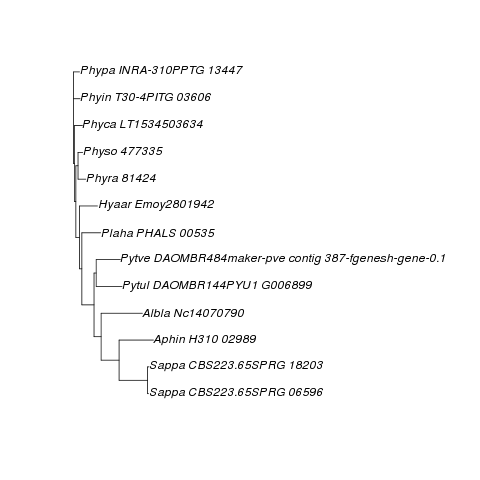 Phypa INRA-310PPTG 13447
Phyin T30-4PITG 03606
Phyca LT1534503634
Physo 477335
Phyra 81424
Hyaar Emoy2801942
Plaha PHALS 00535
Pytve DAOMBR484maker-pve contig 387-fgenesh-gene-0.1
Pytul DAOMBR144PYU1 G006899
Albla Nc14070790
Aphin H310 02989
Sappa CBS223.65SPRG 18203
Sappa CBS223.65SPRG 06596